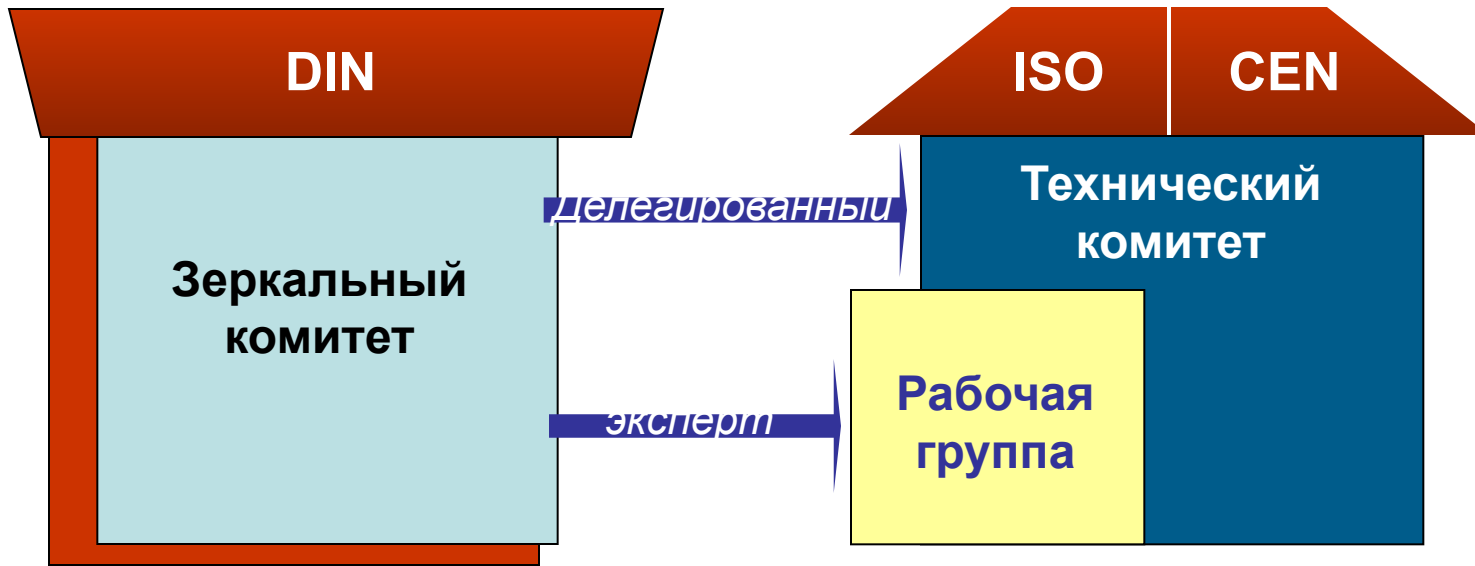 DIN
ISO
CEN
Зеркальный
комитет
Делегированный
Технический
комитет
эксперт
Рабочая
группа